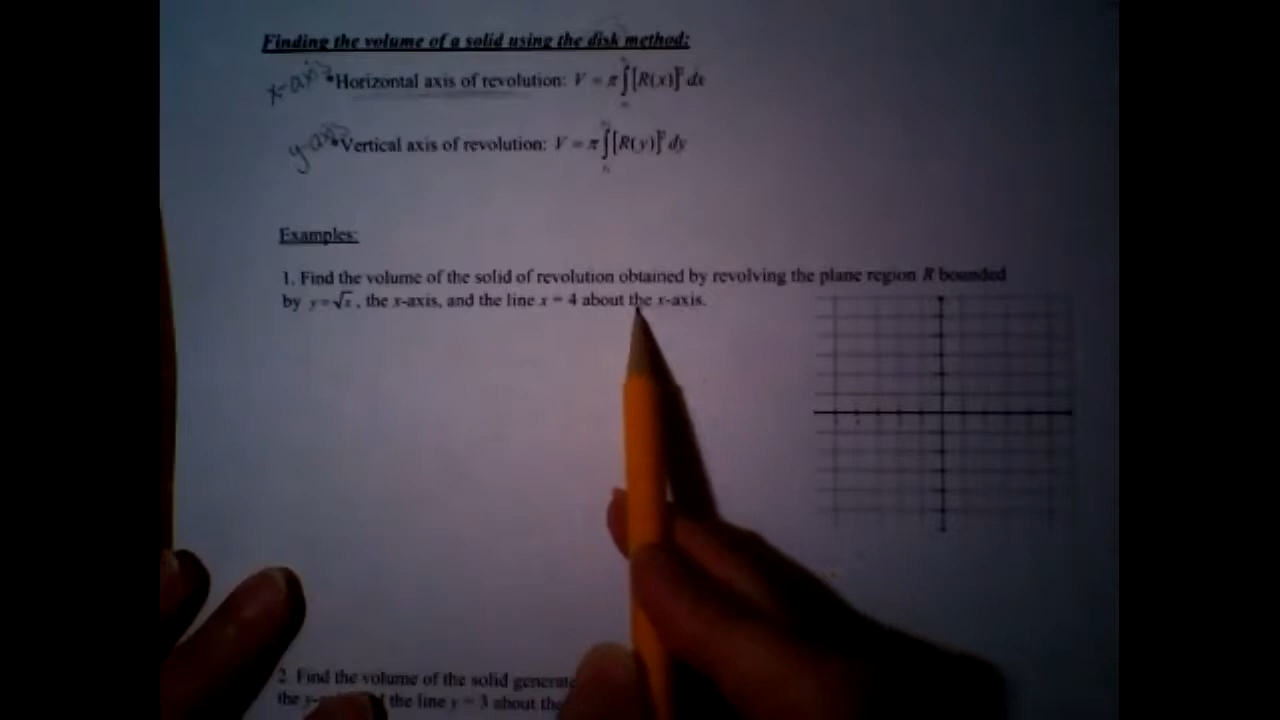 Finding the volume of a solid using the disk method:
x-axis •Horizontal axis of revolution: V = π∫[R(x)]² dx
y-axis •Vertical axis of revolution: V = π∫[R(y)]² dy
Examples:
1. Find the volume of the solid of revolution obtained by revolving the plane region R bounded
by y = √x, the x-axis, and the line x = 4 about the x-axis.
2. Find the volume of the solid
the the line y = 3 about the